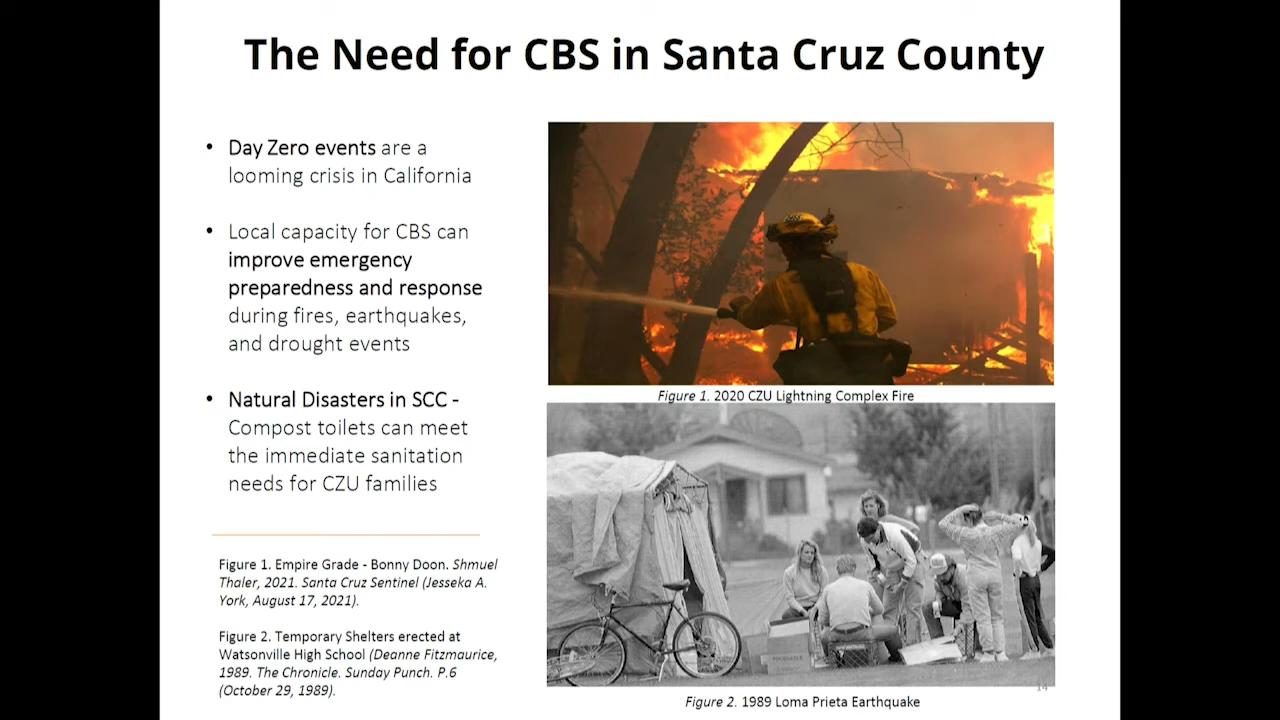 The Need for CBS in Santa Cruz County
• Day Zero events are a
looming crisis in California
• Local capacity for CBS can
improve emergency
preparedness and response
during fires, earthquakes,
and drought events
• Natural Disasters in SCC -
Compost toilets can meet
the immediate sanitation
needs for CZU families
Figure 1. Empire Grade - Bonny Doon. Shmuel
Thaler, 2021. Santa Cruz Sentinel (Jesseka A.
York, August 17, 2021).
Figure 2. Temporary Shelters erected at
Watsonville High School (Deanne Fitzmaurice,
1989. The Chronicle. Sunday Punch. P.6
(October 29, 1989).
Figure 1. 2020 CZU Lightning Complex Fire
Figure 2. 1989 Loma Prieta Earthquake
14